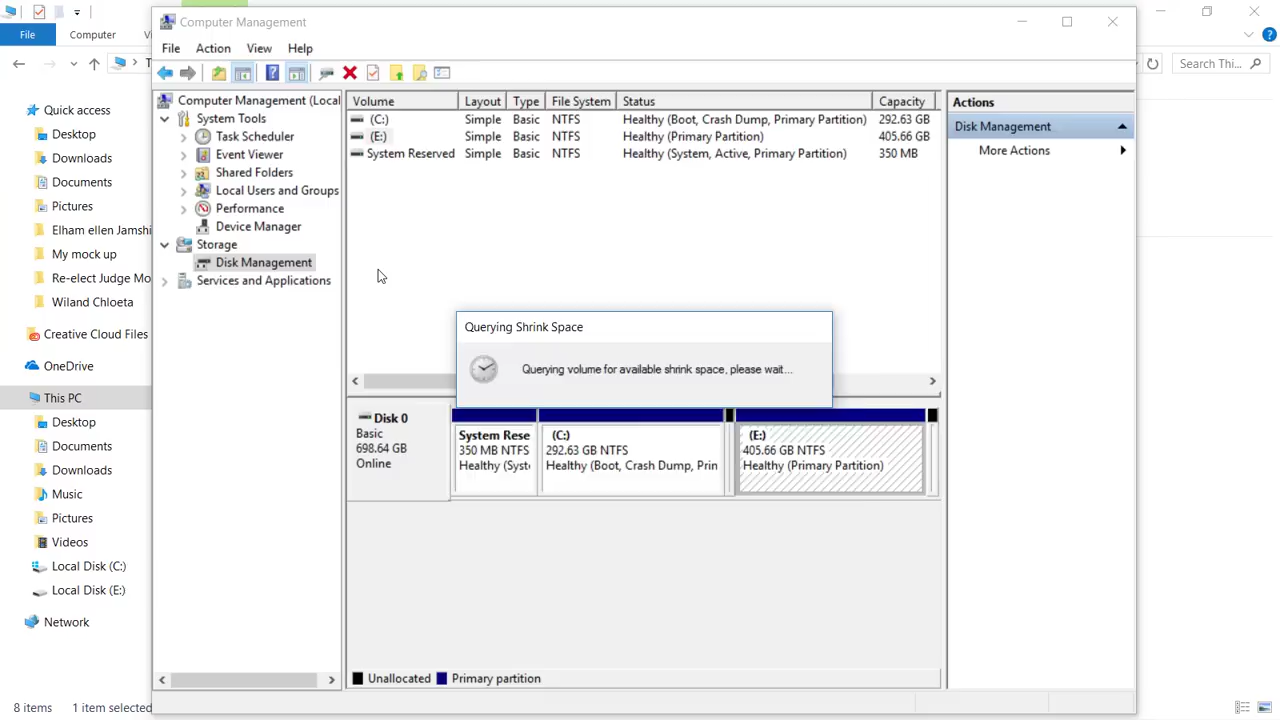 Computer Management
File
Computer
File Action View Help
Search Thi...
Quick access
Desktop
Downloads
Documents
Pictures
Elham ellen Jamshi
My mock up
Re-elect Judge Mo
Wiland Chloeta
Creative Cloud Files
OneDrive
This PC
Desktop
Documents
Downloads
Music
Pictures
Videos
Local Disk (C:)
Local Disk (E:)
Network
8 items 1 item selected
Computer Management (Local
System Tools
Task Scheduler
Event Viewer
Shared Folders
Local Users and Groups
Performance
Device Manager
Storage
Disk Management
Services and Applications
Volume Layout Type File System Status Capacity
(C:) Simple Basic NTFS Healthy (Boot, Crash Dump, Primary Partition) 292.63 GB
(E:) Simple Basic NTFS Healthy (Primary Partition) 405.66 GB
System Reserved Simple Basic NTFS Healthy (System, Active, Primary Partition) 350 MB
Querying Shrink Space
Querying volume for available shrink space, please wait...
Disk 0
Basic
698.64 GB
Online
System Rese
350 MB NTFS
Healthy (Syst
(C:)
292.63 GB NTFS
Healthy (Boot, Crash Dump, Prin
(E:)
405.66 GB NTFS
Healthy (Primary Partition)
Unallocated Primary partition
Actions
Disk Management
More Actions